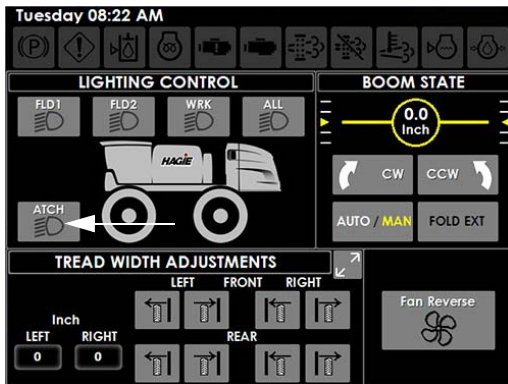 Tuesday 08:22 AM
(P)
LIGHTING CONTROL
FLD1 FLD2 WRK ALL
HAGIE
ATCH
BOOM STATE
0.0
Inch
CW CCW
AUTO / MAN FOLD EXT
TREAD WIDTH ADJUSTMENTS
LEFT FRONT RIGHT
Inch
LEFT RIGHT
0 0
REAR
Fan Reverse